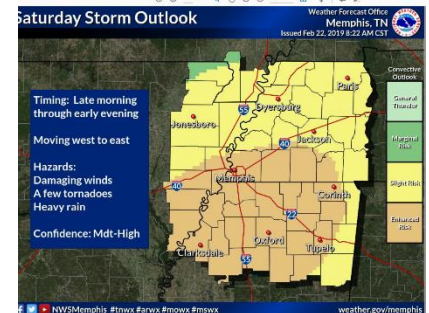 Saturday Storm Outlook
Weather Forecast Office
Memphis, TN
Issued Feb 22, 2019 8:22 AM CST
Timing: Late morning
through early evening
Moving west to east
Hazards:
Damaging winds
A few tornadoes
Heavy rain
Confidence: Mdt-High
Convective
Outlook
General
Thunder
Marginal
Risk
Slight Risk
Enhanced
Risk
Paris
Dyersburg
55
Jonesboro
40
Jackson
Memphis
40
Corinth
22
Oxford
Tupelo
Clarksdale
55
NWSMemphis #tnwx #arwx #mowx #mswx
weather.gov/memphis